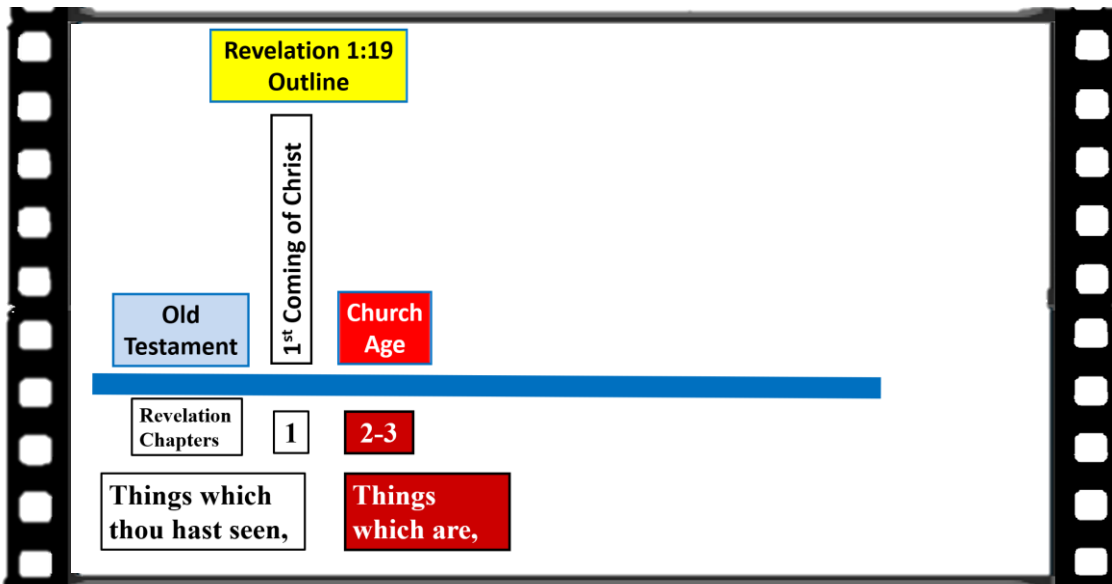 Revelation 1:19
Outline
1st Coming of Christ
Old
Testament
Church
Age
Revelation
Chapters
1
2-3
Things which
thou hast seen,
Things
which are,